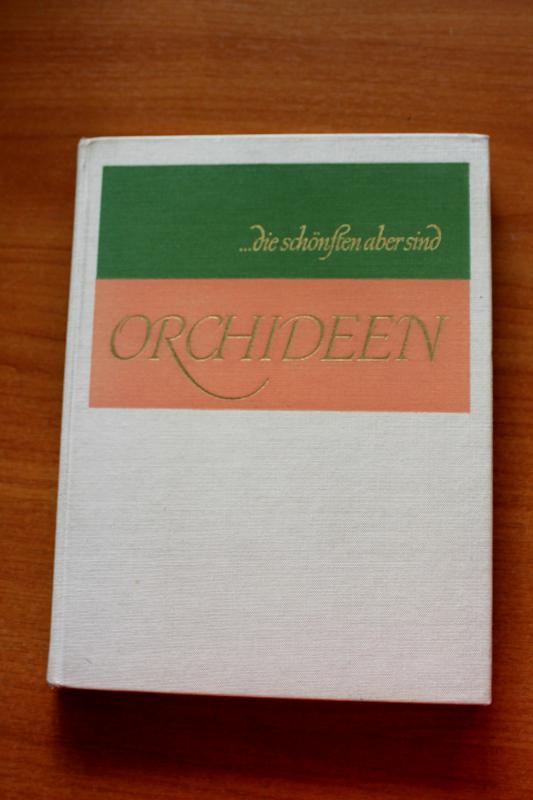 ...die schönsten aber sind
ORCHIDEEN